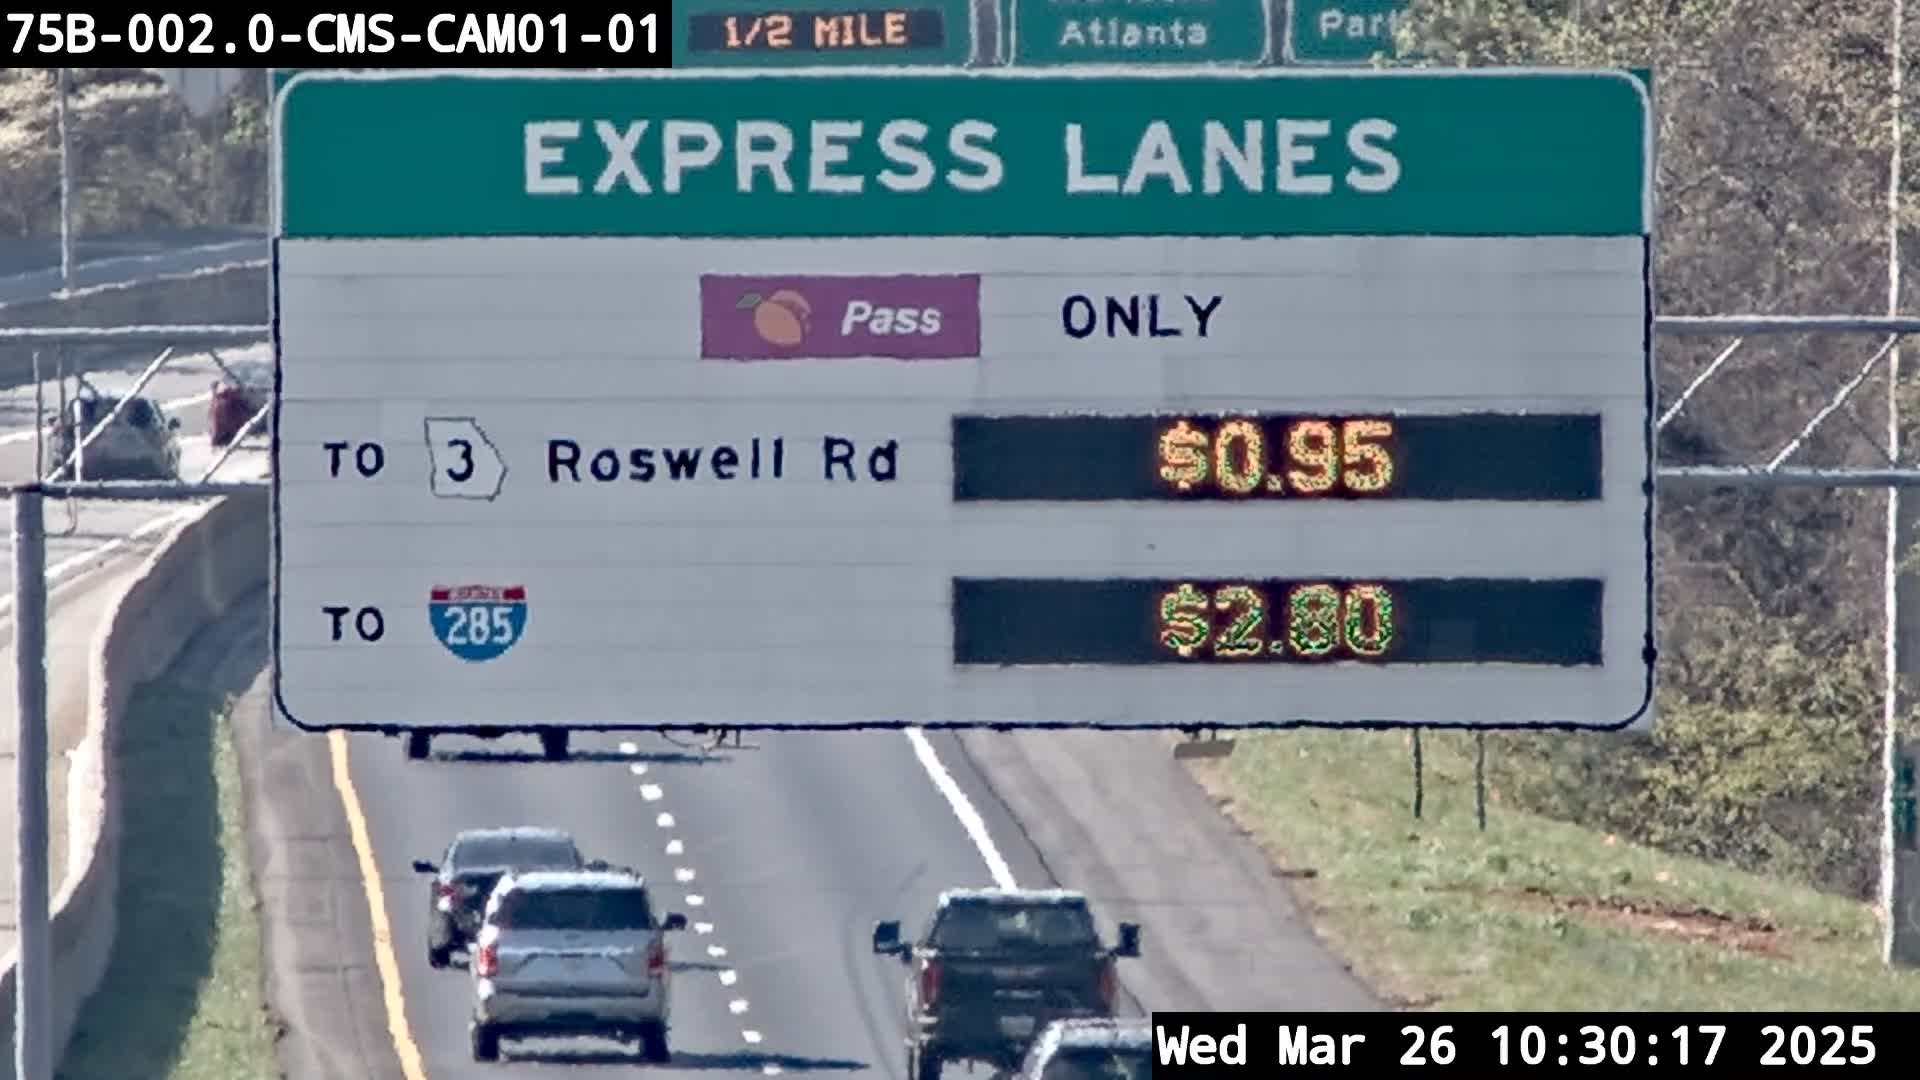 75B-002.0-CMS-CAM01-01
1/2 MILE
Atlanta
EXPRESS LANES
Pass ONLY
TO 3 Roswell Rd $0.95
TO 285 $2.80
Wed Mar 26 10:30:17 2025